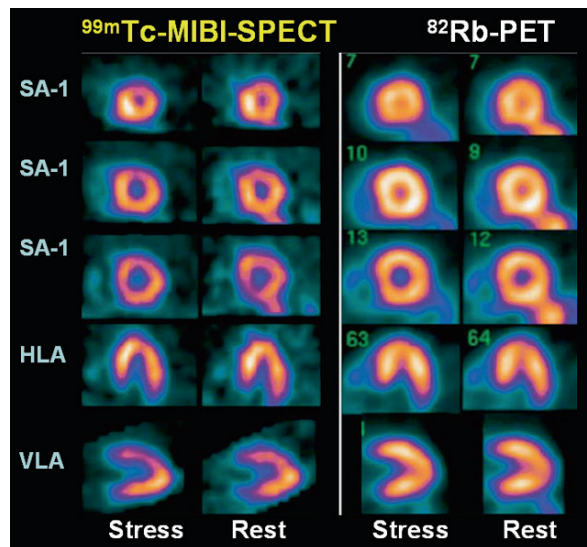 99mTc-MIBI-SPECT 82Rb-PET
SA-1 7 7
SA-1 10 9
SA-1 13 12
HLA 63 64
VLA
Stress Rest Stress Rest